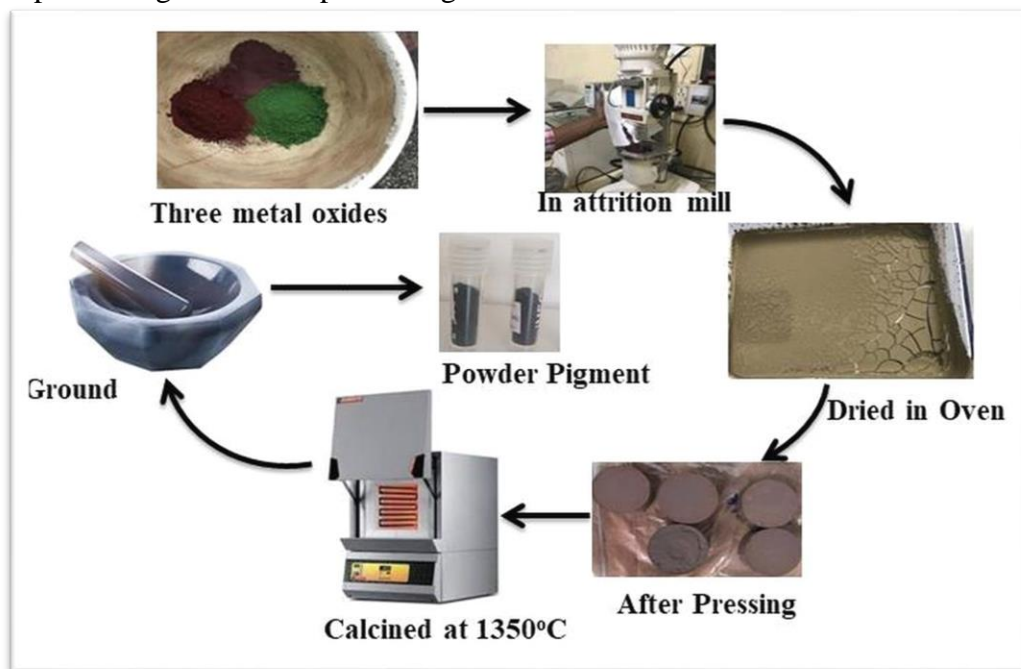 Three metal oxides
In attrition mill
Dried in Oven
After Pressing
Calcined at 1350°C
Ground
Powder Pigment